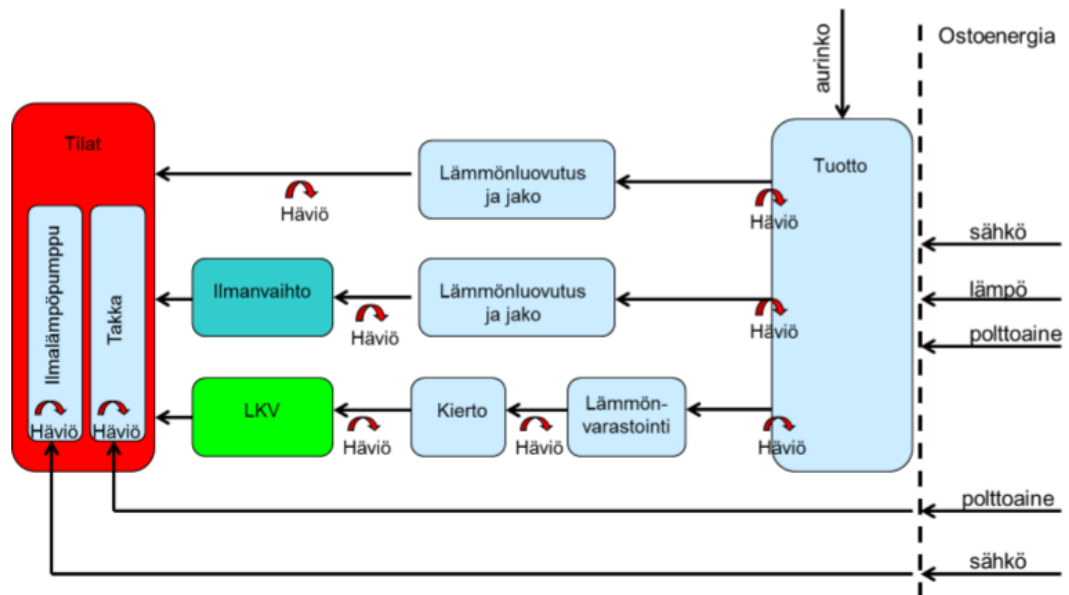 aurinko
Ostoenergia
Tilat
Lämmönluovutus
ja jako
Tuotto
Häviö
Häviö
sähkö
Ilmalämpöpumppu
Takka
Ilmanvaihto
Lämmönluovutus
ja jako
lämpö
Häviö
Häviö
polttoaine
LKV
Kierto
Lämmön-
varastointi
Häviö
Häviö
Häviö
Häviö
Häviö
polttoaine
sähkö